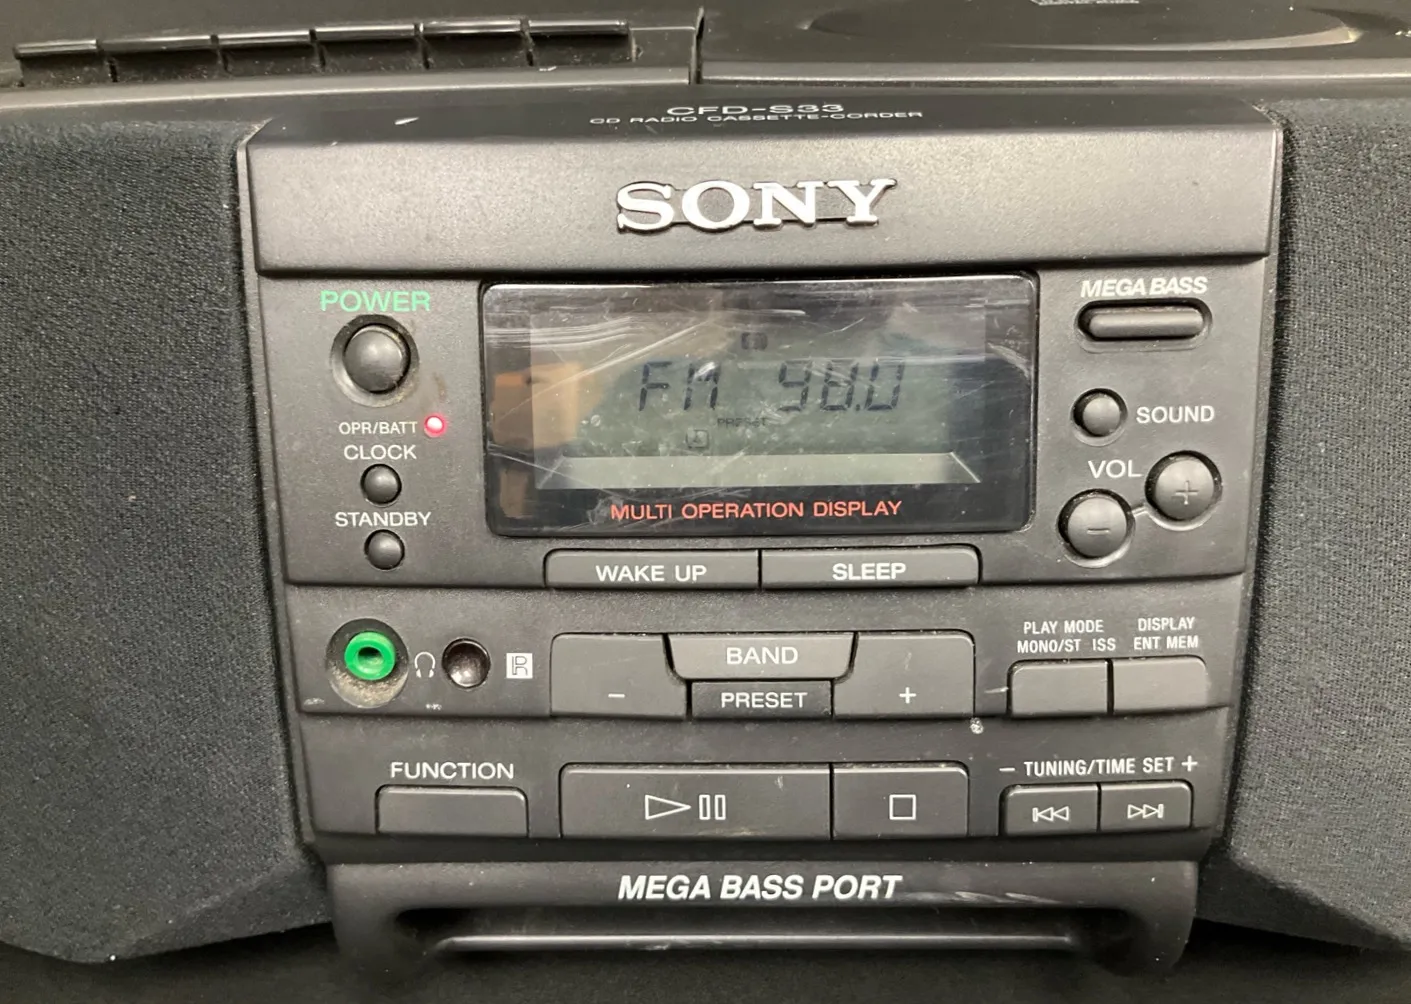 CFD-S33
CD RADIO CASSETTE-CORDER
SONY
POWER
OPR/BATT
CLOCK
STANDBY
FM 98.0
PRESET
MULTI OPERATION DISPLAY
MEGA BASS
SOUND
VOL
+
−
WAKE UP
SLEEP
BAND
− PRESET +
PLAY MODE
MONO/ST ISS
DISPLAY
ENT MEM
FUNCTION
− TUNING/TIME SET +
MEGA BASS PORT